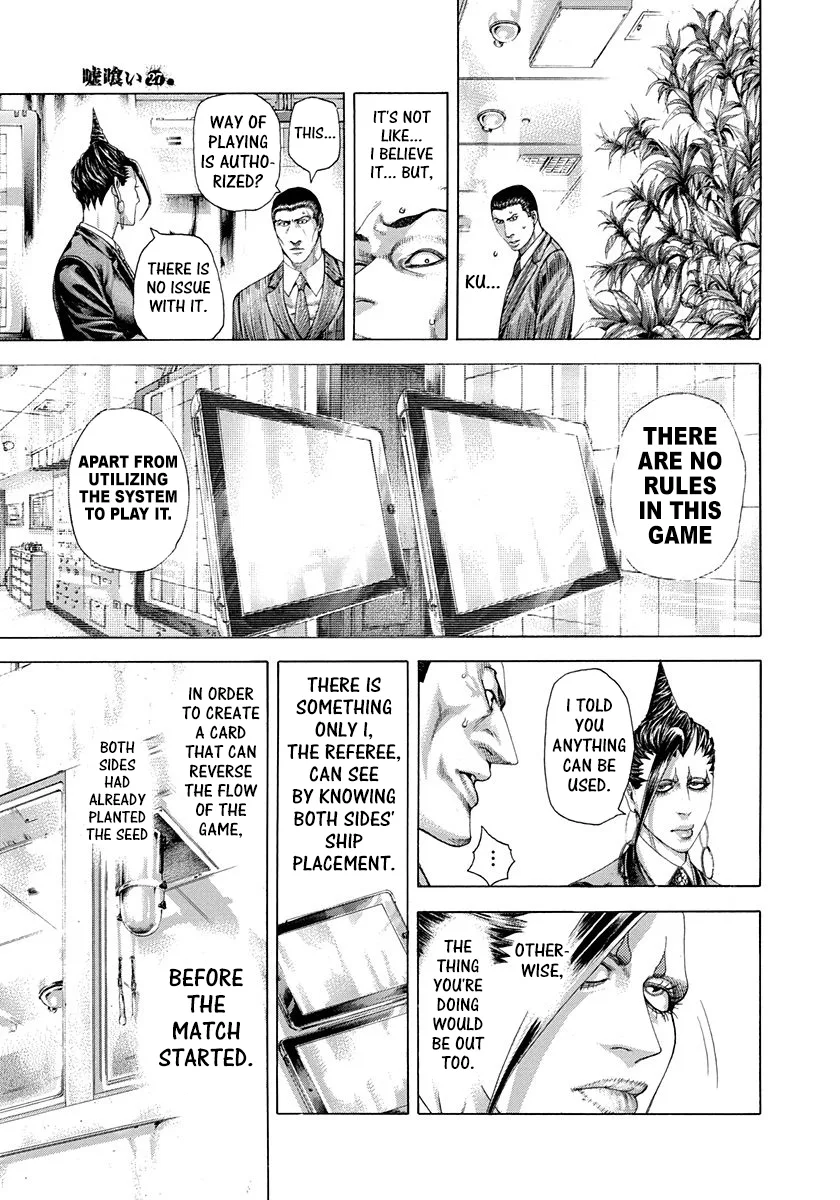 嘘喰い
KU...
IT'S NOT
LIKE...
I BELIEVE
IT... BUT,
THIS...
WAY OF
PLAYING
IS AUTHO-
RIZED?
THERE IS
NO ISSUE
WITH IT.
THERE
ARE NO
RULES
IN THIS
GAME
APART FROM
UTILIZING
THE SYSTEM
TO PLAY IT.
I TOLD
YOU
ANYTHING
CAN BE
USED.
...
OTHER-
WISE,
THE
THING
YOU'RE
DOING
WOULD
BE OUT
TOO.
THERE IS
SOMETHING
ONLY I,
THE REFEREE,
CAN SEE
BY KNOWING
BOTH SIDES'
SHIP
PLACEMENT.
IN ORDER
TO CREATE
A CARD
THAT CAN
REVERSE
THE FLOW
OF THE
GAME,
BOTH
SIDES
HAD
ALREADY
PLANTED
THE SEED
BEFORE
THE
MATCH
STARTED.